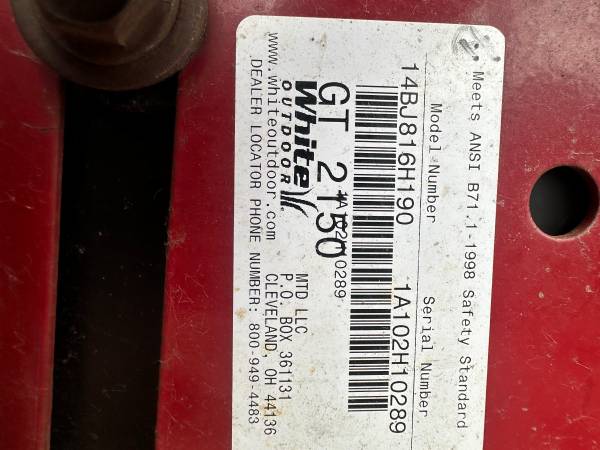 Meets ANSI B71.1-1998 Safety Standard
Model Number Serial Number
14BJ816H190 1A102H10289
1A102H10289
GT 2150
White
OUTDOOR
www.whiteoutdoor.com
MTD LLC
P.O. BOX 361131
CLEVELAND, OH 44136
DEALER LOCATOR PHONE NUMBER: 800-949-4483